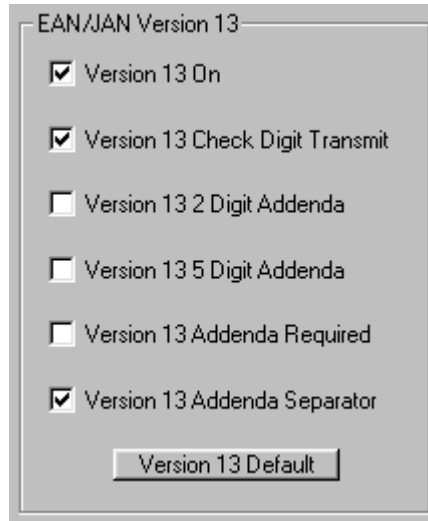 EAN/JAN Version 13
Version 13 On
Version 13 Check Digit Transmit
Version 13 2 Digit Addenda
Version 13 5 Digit Addenda
Version 13 Addenda Required
Version 13 Addenda Separator
Version 13 Default